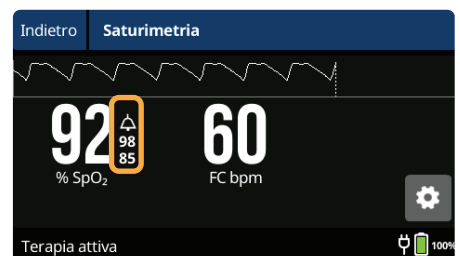 Indietro Saturimetria
92 98 85 60
% SpO₂ FC bpm
Terapia attiva 100%